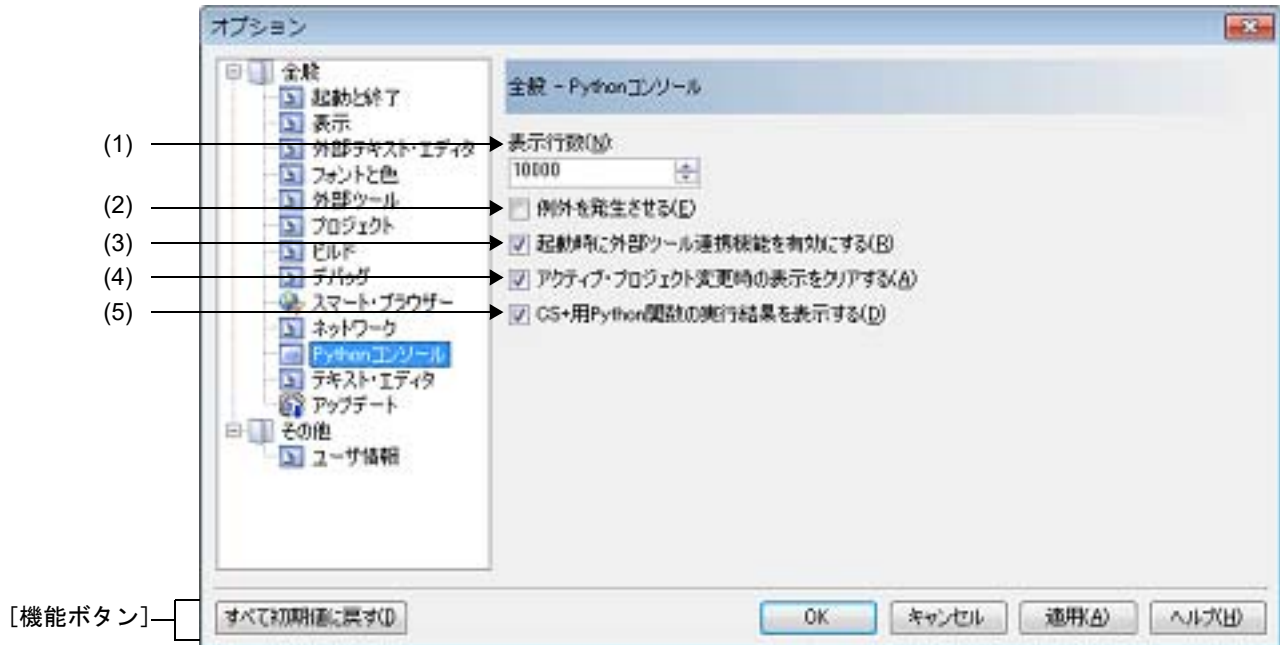 オプション
全般
起動と終了
表示
外部テキスト・エディタ
フォントと色
外部ツール
プロジェクト
ビルド
デバッグ
スマート・ブラウザー
ネットワーク
Pythonコンソール
テキスト・エディタ
アップデート
その他
ユーザ情報
全般 - Pythonコンソール
(1)
表示行数(N):
10000
(2)
例外を発生させる(E)
(3)
起動時に外部ツール連携機能を有効にする(R)
(4)
アクティブ・プロジェクト変更時の表示をクリアする(A)
(5)
CS+用Python関数の実行結果を表示する(D)
[機能ボタン]
すべて初期値に戻す(I)
OK
キャンセル
適用(A)
ヘルプ(H)